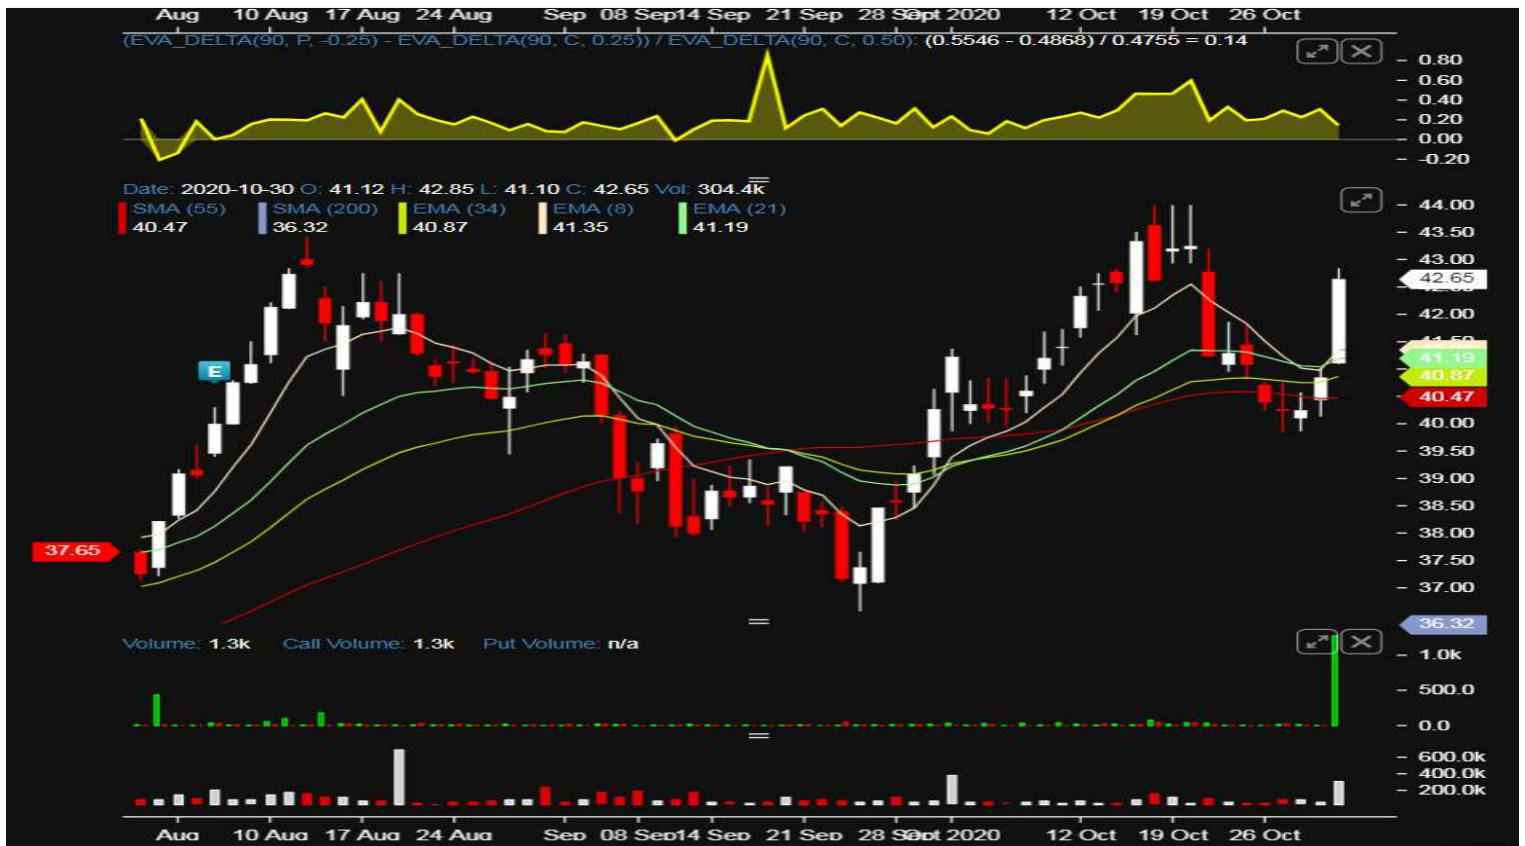 Aug 10 Aug 17 Aug 24 Aug Sep 08 Sep 14 Sep 21 Sep 28 Sep Oct 2020 12 Oct 19 Oct 26 Oct
(EVA_DELTA(90, P, -0.25) - EVA_DELTA(90, C, 0.25)) / EVA_DELTA(90, C, 0.50): (0.5546 - 0.4868) / 0.4755 = 0.14
0.80
0.60
0.40
0.20
0.00
-0.20
Date: 2020-10-30 O: 41.12 H: 42.85 L: 41.10 C: 42.65 Vol: 304.4k
SMA (55) SMA (200) EMA (34) EMA (8) EMA (21)
40.47 36.32 40.87 41.35 41.19
44.00
43.50
43.00
42.65
42.00
41.19
40.87
40.47
40.00
39.50
39.00
38.50
38.00
37.50
37.00
36.32
E
37.65
Volume: 1.3k Call Volume: 1.3k Put Volume: n/a
1.0k
500.0
0.0
600.0k
400.0k
200.0k
Aug 10 Aug 17 Aug 24 Aug Sep 08 Sep 14 Sep 21 Sep 28 Sep Oct 2020 12 Oct 19 Oct 26 Oct